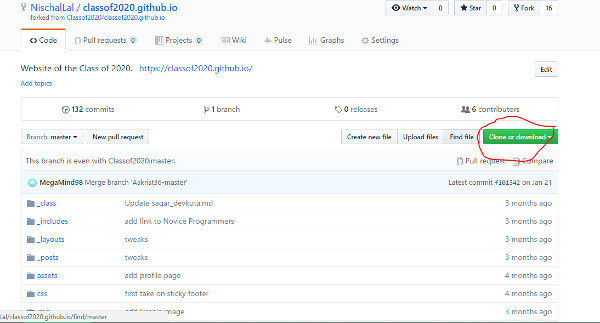 NischalLal / classof2020.github.io
forked from Classof2020/classof2020.github.io
Watch 0 Star 0 Fork 16
Code Pull requests 0 Projects 0 Wiki Pulse Graphs Settings
Website of the Class of 2020. https://classof2020.github.io/ Edit
Add topics
132 commits 1 branch 0 releases 6 contributors
Branch: master New pull request Create new file Upload files Find file Clone or download
This branch is even with Classof2020:master. Pull request Compare
MegaMind98 Merge branch 'Aakrist36-master' Latest commit f101342 on Jan 21
_class Update sagar_devkota.md 3 months ago
_includes add link to Novice Programmers 3 months ago
_layouts tweaks 3 months ago
_posts tweaks 3 months ago
assets add profile page 4 months ago
css first take on sticky footer 4 months ago
image 3 months ago
Lal/classof2020.github.io/find/master